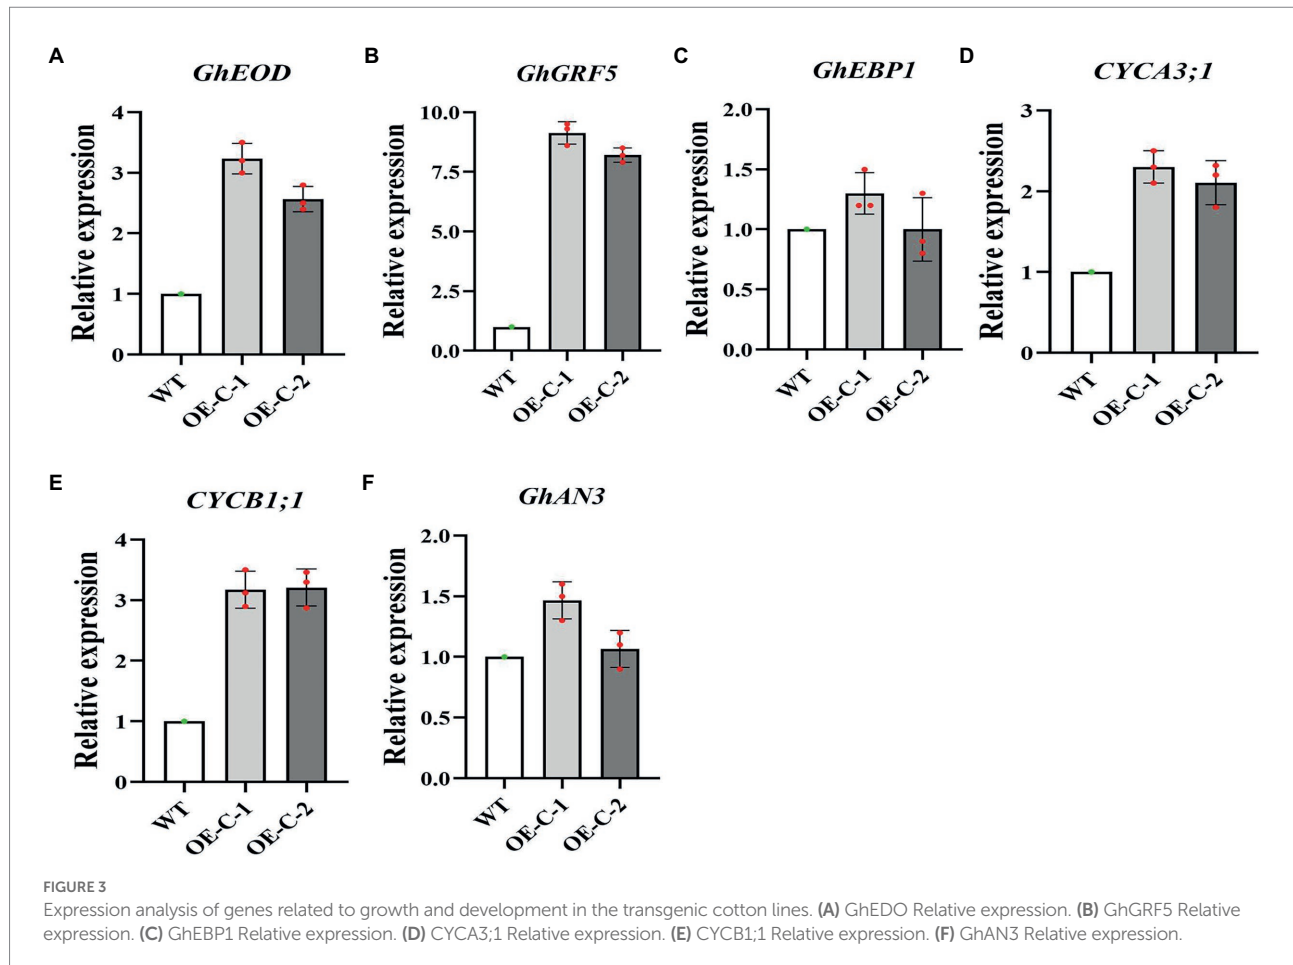 A
GhEOD
Relative expression
4
3
2
1
0
WT
OE-C-1
OE-C-2
B
GhGRF5
Relative expression
10.0
7.5
5.0
2.5
0.0
WT
OE-C-1
OE-C-2
C
GhEBP1
Relative expression
2.0
1.5
1.0
0.5
0.0
WT
OE-C-1
OE-C-2
D
CYCA3;1
Relative expression
3
2
1
0
WT
OE-C-1
OE-C-2
E
CYCB1;1
Relative expression
4
3
2
1
0
WT
OE-C-1
OE-C-2
F
GhAN3
Relative expression
2.0
1.5
1.0
0.5
0.0
WT
OE-C-1
OE-C-2
FIGURE 3
Expression analysis of genes related to growth and development in the transgenic cotton lines. (A) GhEDO Relative expression. (B) GhGRF5 Relative
expression. (C) GhEBP1 Relative expression. (D) CYCA3;1 Relative expression. (E) CYCB1;1 Relative expression. (F) GhAN3 Relative expression.